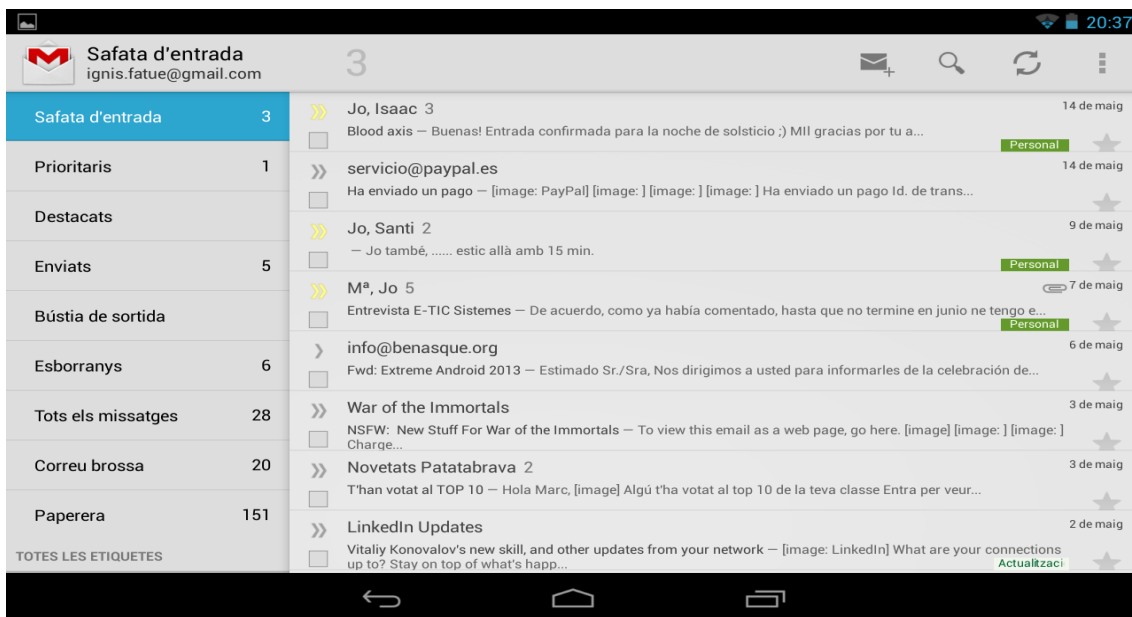 20:37
Safata d'entrada
ignis.fatue@gmail.com
3
Safata d'entrada 3
Prioritaris 1
Destacats
Enviats 5
Bústia de sortida
Esborranys 6
Tots els missatges 28
Correu brossa 20
Paperera 151
TOTES LES ETIQUETES
Jo, Isaac 3 14 de maig
Blood axis — Buenas! Entrada confirmada para la noche de solsticio ;) MIl gracias por tu a...
Personal
servicio@paypal.es 14 de maig
Ha enviado un pago — [image: PayPal] [image: ] [image: ] [image: ] Ha enviado un pago Id. de trans...
Jo, Santi 2 9 de maig
— Jo també, ...... estic allà amb 15 min.
Personal
Mª, Jo 5 7 de maig
Entrevista E-TIC Sistemes — De acuerdo, como ya había comentado, hasta que no termine en junio ne tengo e...
Personal
info@benasque.org 6 de maig
Fwd: Extreme Android 2013 — Estimado Sr./Sra, Nos dirigimos a usted para informarles de la celebración de...
War of the Immortals 3 de maig
NSFW: New Stuff For War of the Immortals — To view this email as a web page, go here. [image] [image: ] [image: ]
Charge...
Novetats Patatabrava 2 3 de maig
T'han votat al TOP 10 — Hola Marc, [image] Algú t'ha votat al top 10 de la teva classe Entra per veur...
LinkedIn Updates 2 de maig
Vitaliy Konovalov's new skill, and other updates from your network — [image: LinkedIn] What are your connections
up to? Stay on top of what's happ...
Actualitzaci